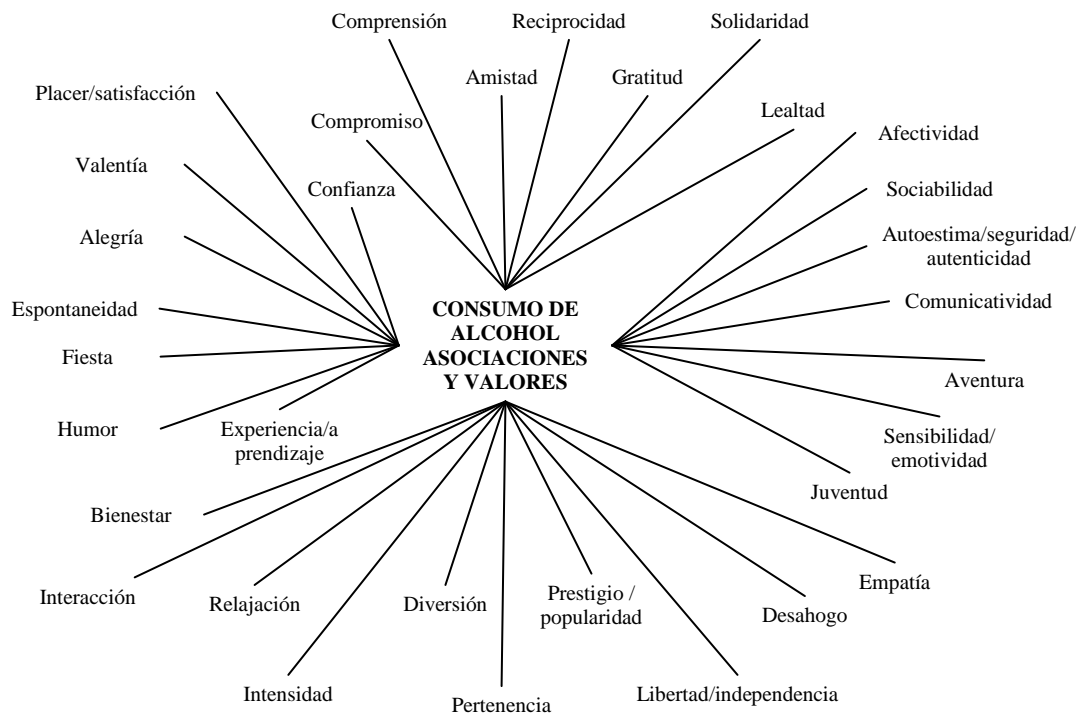 Comprensión
Reciprocidad
Solidaridad
Amistad
Gratitud
Placer/satisfacción
Lealtad
Compromiso
Afectividad
Valentía
Confianza
Sociabilidad
Alegría
Autoestima/seguridad/
autenticidad
Espontaneidad
Comunicatividad
CONSUMO DE
ALCOHOL
ASOCIACIONES
Y VALORES
Fiesta
Aventura
Humor
Experiencia/a
prendizaje
Sensibilidad/
emotividad
Juventud
Bienestar
Empatía
Interacción
Relajación
Diversión
Prestigio /
popularidad
Desahogo
Intensidad
Pertenencia
Libertad/independencia